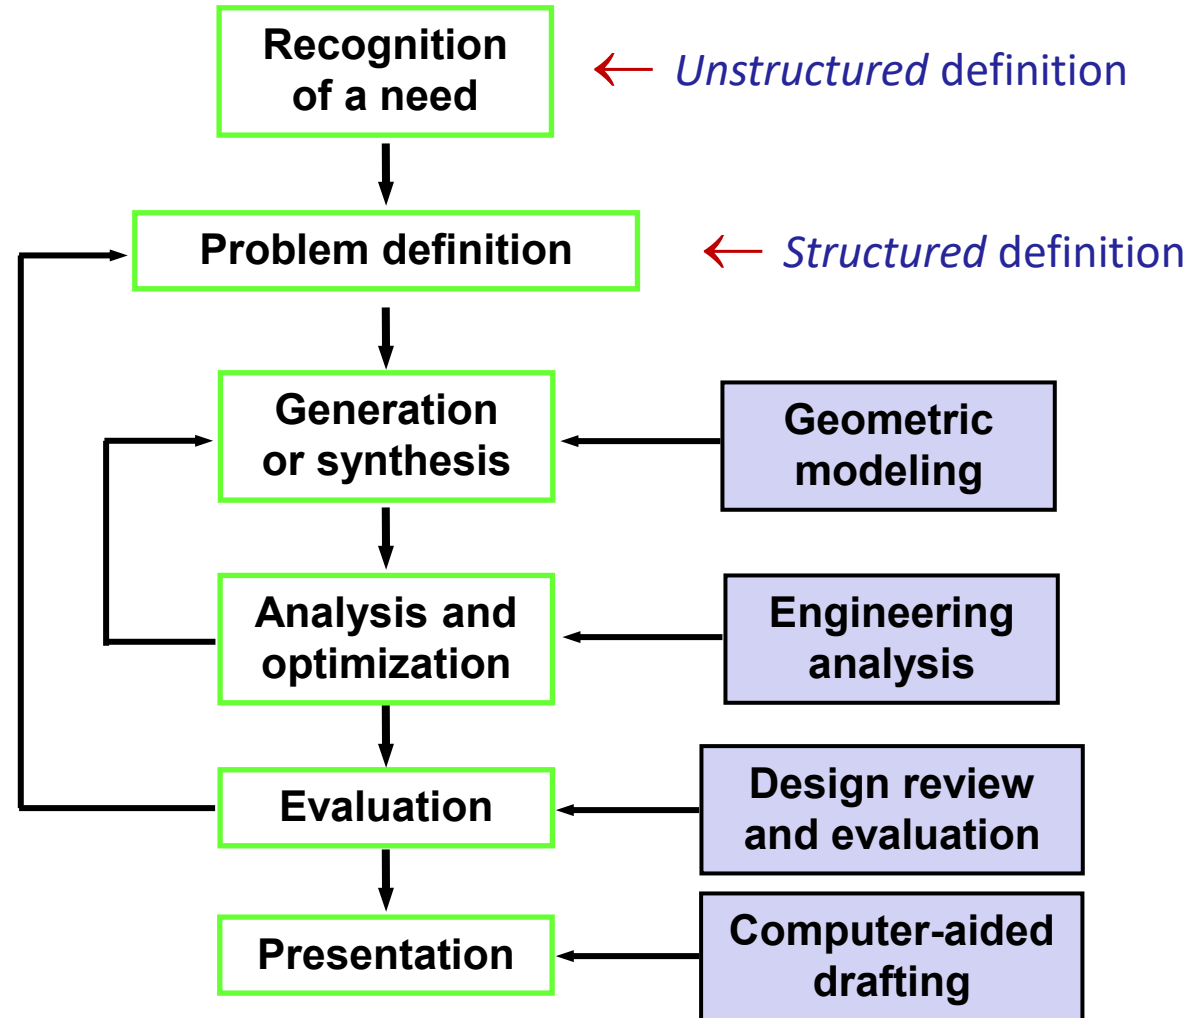 Recognition
of a need
← Unstructured definition
Problem definition
← Structured definition
Generation
or synthesis
Geometric
modeling
Analysis and
optimization
Engineering
analysis
Evaluation
Design review
and evaluation
Presentation
Computer-aided
drafting